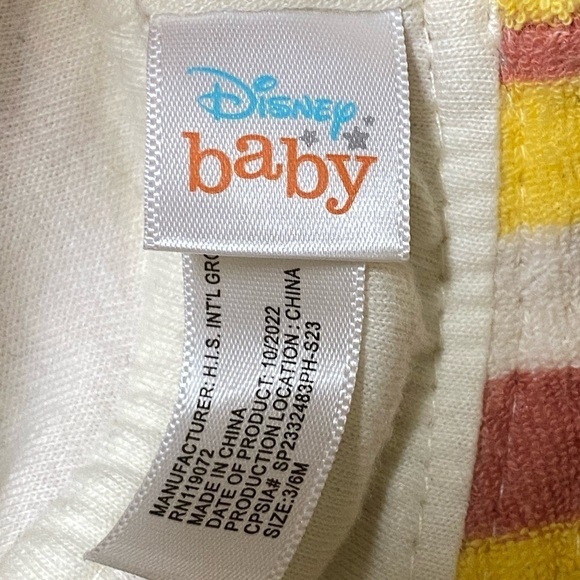 Disney
baby
MANUFACTURER: H.I.S. INT'L GRO
RN119072
MADE IN CHINA
DATE OF PRODUCT: 10/2022
PRODUCTION LOCATION : CHINA
CPSIA# SP2332483PH-S23
SIZE:3/6M